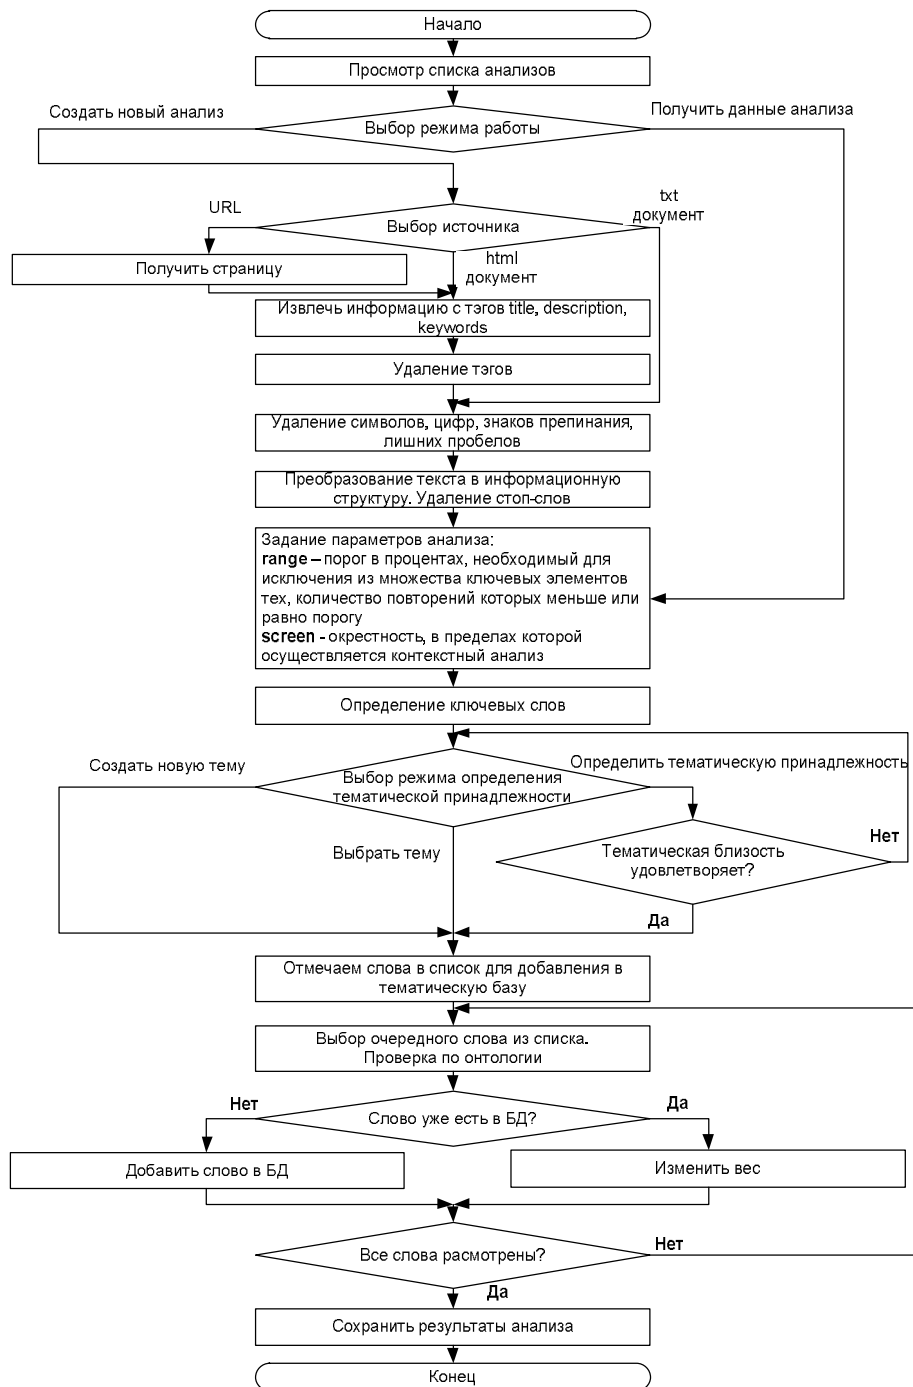 Начало
Просмотр списка анализов
Создать новый анализ
Выбор режима работы
Получить данные анализа
URL
Выбор источника
txt
документ
Получить страницу
html
документ
Извлечь информацию с тэгов title, description,
keywords
Удаление тэгов
Удаление символов, цифр, знаков препинания,
лишних пробелов
Преобразование текста в информационную
структуру. Удаление стоп-слов
Задание параметров анализа:
range – порог в процентах, необходимый для
исключения из множества ключевых элементов
тех, количество повторений которых меньше или
равно порогу
screen - окрестность, в пределах которой
осуществляется контекстный анализ
Определение ключевых слов
Создать новую тему
Выбор режима определения
тематической принадлежности
Определить тематическую принадлежность
Выбрать тему
Тематическая близость
удовлетворяет?
Нет
Да
Отмечаем слова в список для добавления в
тематическую базу
Выбор очередного слова из списка.
Проверка по онтологии
Нет
Слово уже есть в БД?
Да
Добавить слово в БД
Изменить вес
Все слова расмотрены?
Нет
Да
Сохранить результаты анализа
Конец